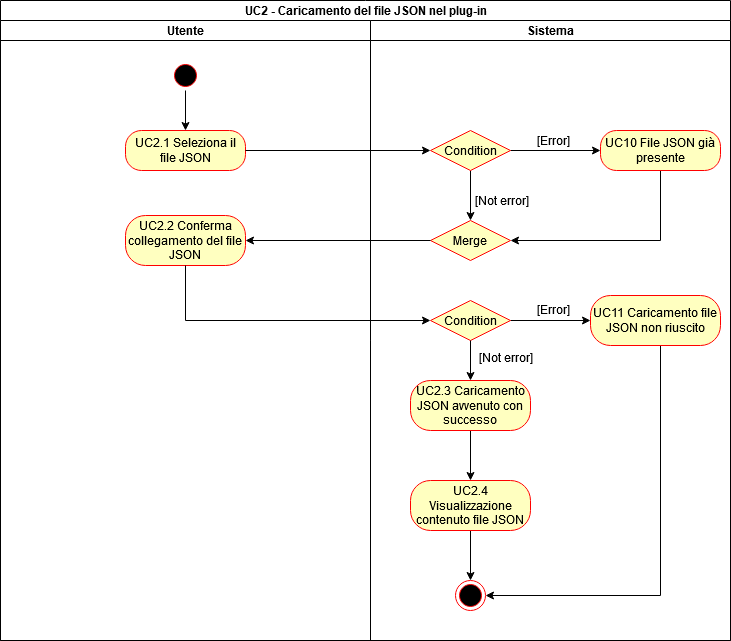 UC2 - Caricamento del file JSON nel plug-in
Utente
Sistema
UC2.1 Seleziona il
file JSON
Condition
[Error]
UC10 File JSON già
presente
[Not error]
UC2.2 Conferma
collegamento del file
JSON
Merge
Condition
[Error]
UC11 Caricamento file
JSON non riuscito
[Not error]
UC2.3 Caricamento
JSON avvenuto con
successo
UC2.4
Visualizzazione
contenuto file JSON